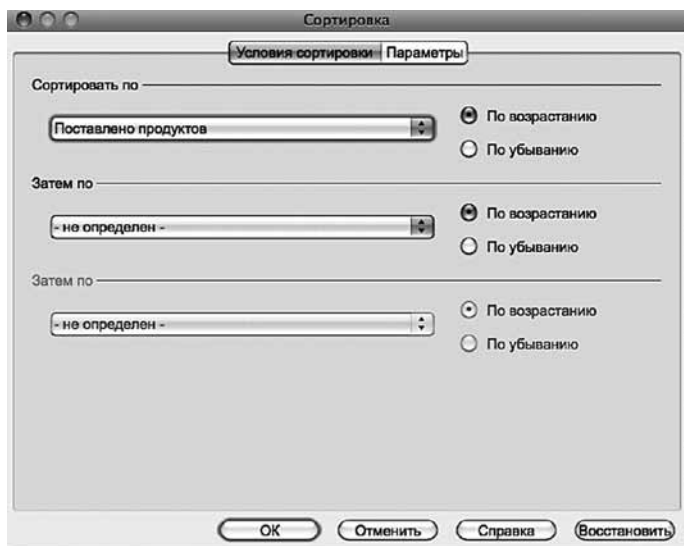 Сортировка
Условия сортировки Параметры
Сортировать по
Поставлено продуктов
По возрастанию
По убыванию
Затем по
- не определен -
По возрастанию
По убыванию
Затем по
- не определен -
По возрастанию
По убыванию
ОК Отменить Справка Восстановить